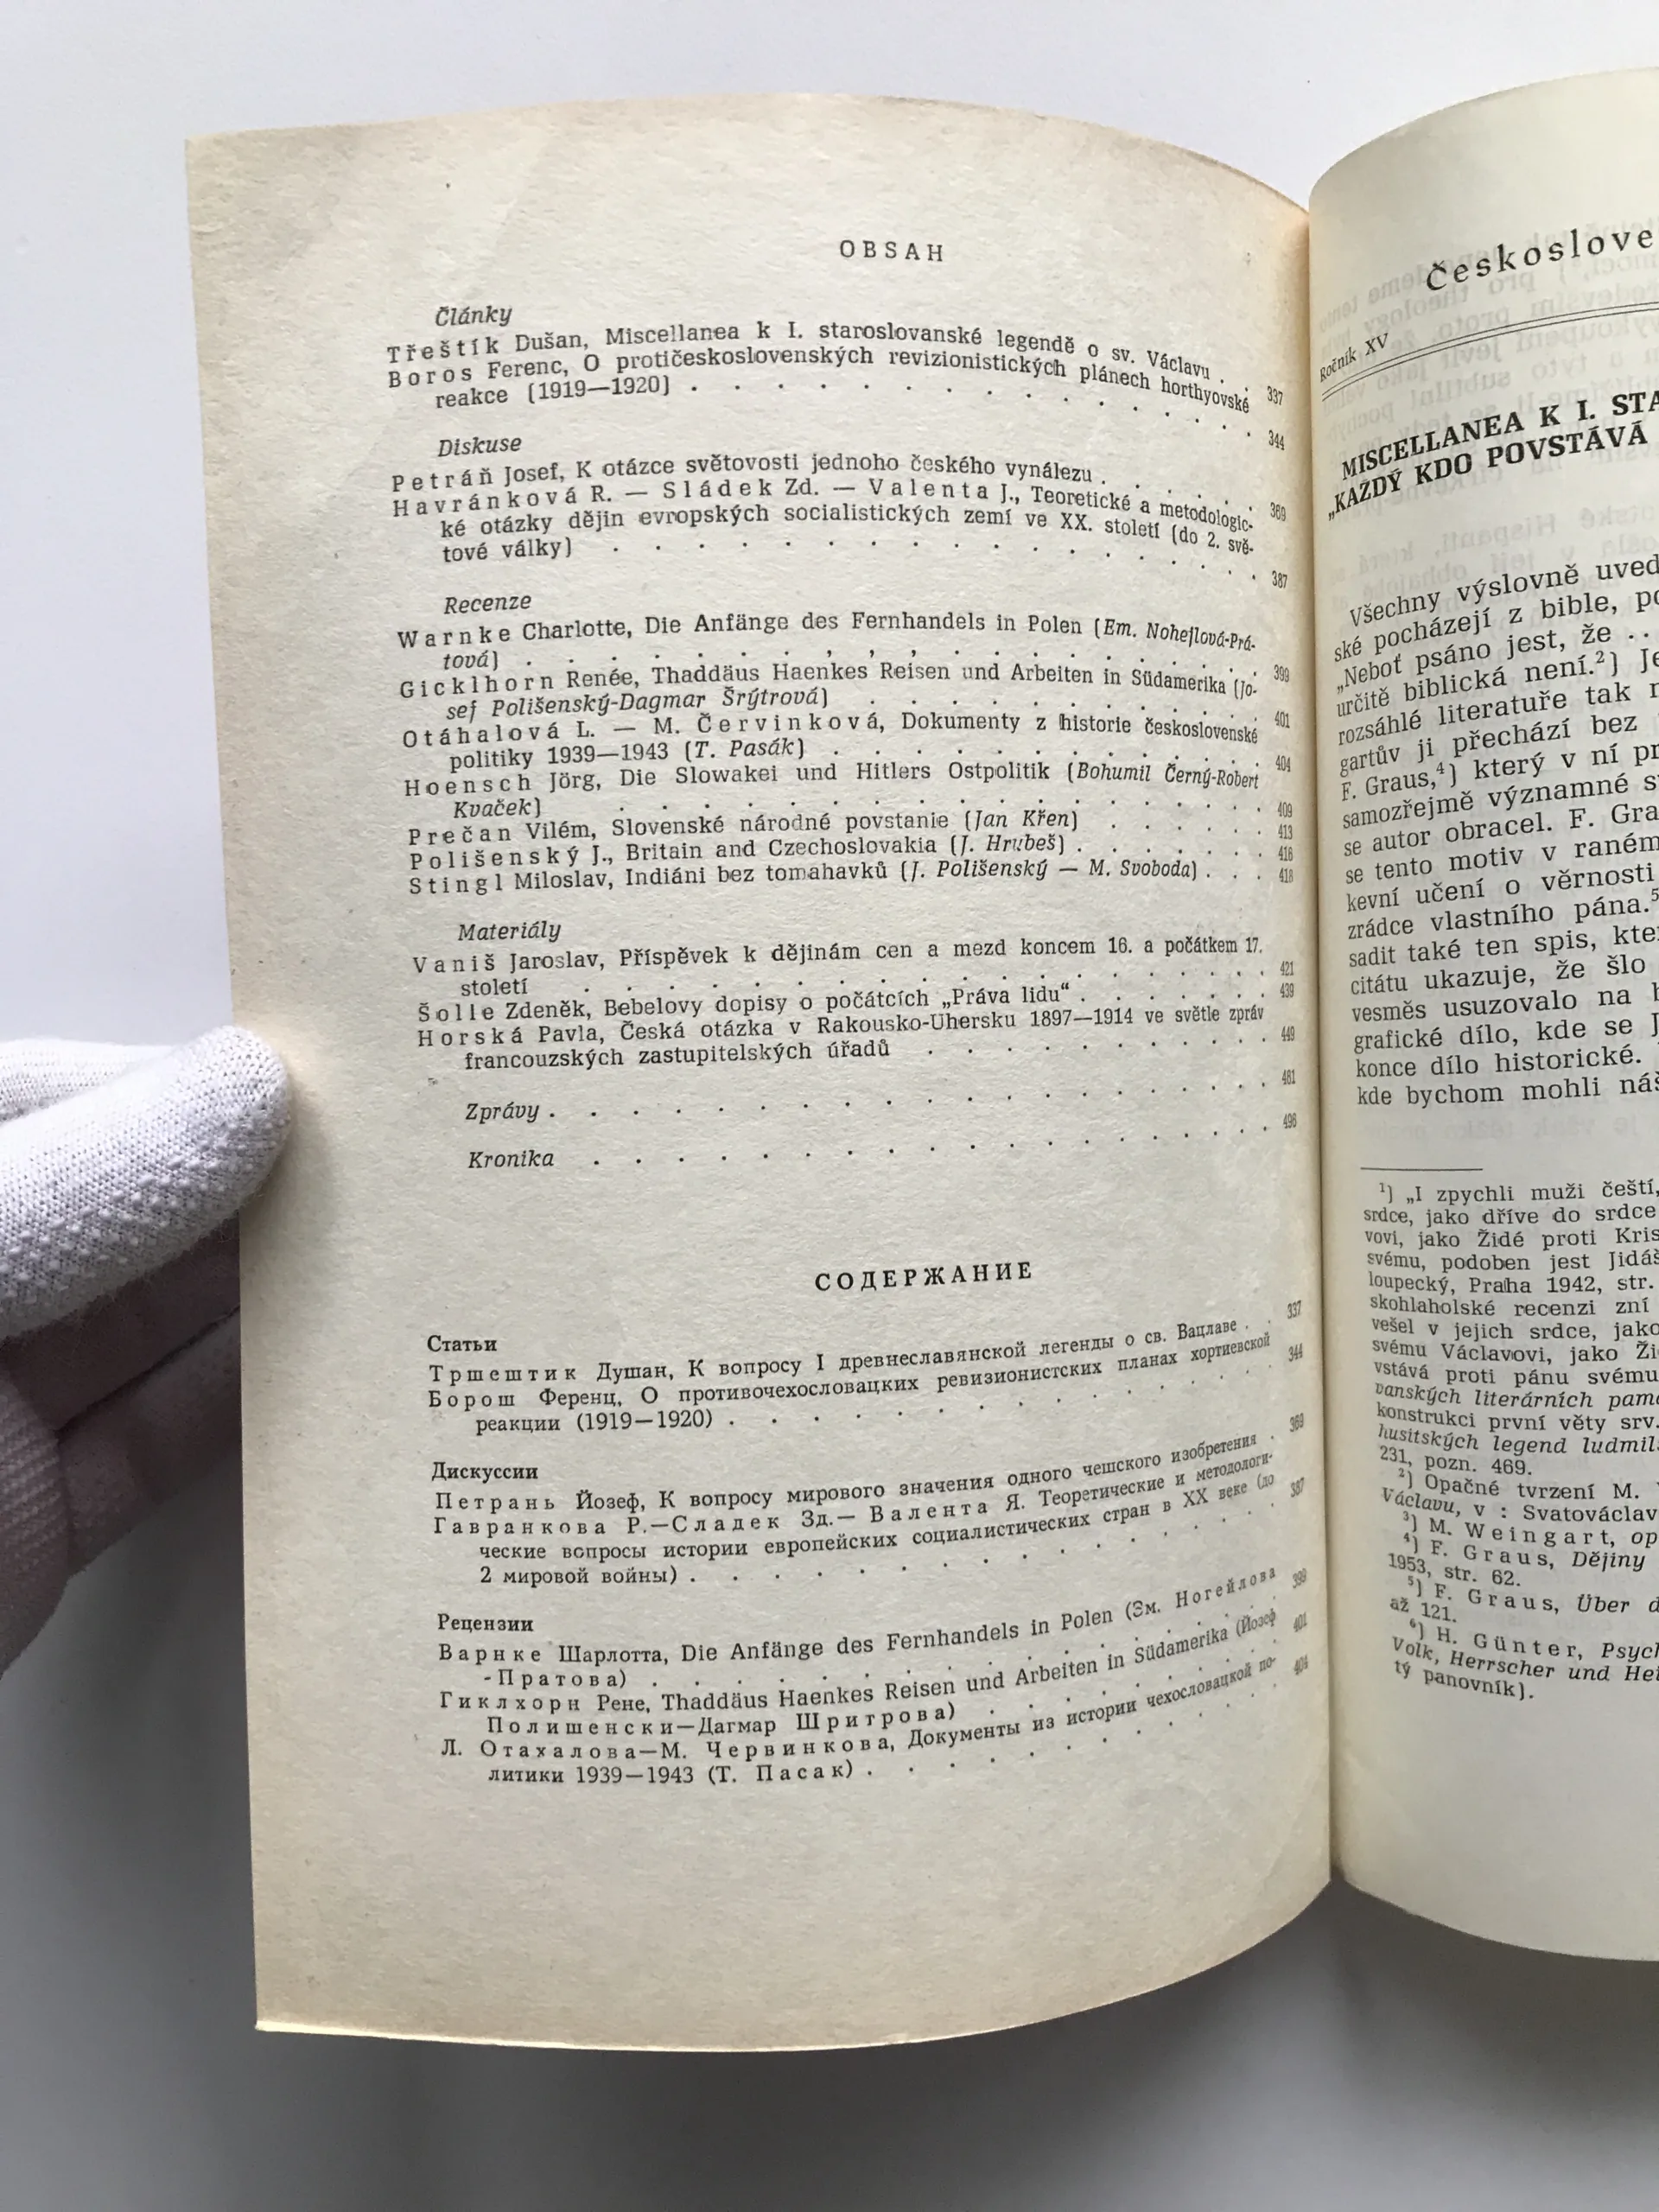 OBSAH
Články
Třeštík Dušan, Miscellanea k I. staroslovanské legendě o sv. Václavu . . 337
Boros Ferenc, O protičeskoslovenských revizionistických plánech horthyovské
reakce (1919—1920) . . . . . . . . . . . . . . 344
Diskuse
Petráň Josef, K otázce světovosti jednoho českého vynálezu . . . . . 369
Havránková R. — Sládek Zd. — Valenta J., Teoretické a metodologic-
ké otázky dějin evropských socialistických zemí ve XX. století (do 2. svě-
tové války) . . . . . . . . . . . . . . . . 387
Recenze
Warnke Charlotte, Die Anfänge des Fernhandels in Polen (Em. Nohejlová-Prá-
tová) . . . . . . . . . . . . . . . . . . 399
Gicklhorn Renée, Thaddäus Haenkes Reisen und Arbeiten in Südamerika (Jo-
sef Polišenský-Dagmar Šrýtrová) . . . . . . . . . . 401
Otáhalová L. — M. Červinková, Dokumenty z historie československé
politiky 1939—1943 (T. Pasák) . . . . . . . . . . . 404
Hoensch Jörg, Die Slowakei und Hitlers Ostpolitik (Bohumil Černý-Robert
Kvaček) . . . . . . . . . . . . . . . . 409
Prečan Vilém, Slovenské národné povstanie (Jan Křen) . . . . . . 413
Polišenský J., Britain and Czechoslovakia (J. Hrubeš) . . . . . . . 416
Stingl Miloslav, Indiáni bez tomahavků (J. Polišenský — M. Svoboda) . . . 418
Materiály
Vaniš Jaroslav, Příspěvek k dějinám cen a mezd koncem 16. a počátkem 17.
století . . . . . . . . . . . . . . . . . 421
Šolle Zdeněk, Bebelovy dopisy o počátcích „Práva lidu“ . . . . . . . 439
Horská Pavla, Česká otázka v Rakousko-Uhersku 1897—1914 ve světle zpráv
francouzských zastupitelských úřadů . . . . . . . . . 449
Zprávy . . . . . . . . . . . . . . . . . . 461
Kronika . . . . . . . . . . . . . . . . . 496
СОДЕРЖАНИЕ
Статьи
Тршештик Душан, К вопросу I древнеславянской легенды о св. Вацлаве . . 337
Борош Ференц, О противочехословацких ревизионистских планах хортиевской
реакции (1919—1920) . . . . . . . . . . . . . . 344
Дискуссии
Петрань Йозеф, К вопросу мирового значения одного чешского изобретения . 369
Гавранкова Р.—Сладек Зд.— Валента Я. Теоретические и методологи-
ческие вопросы истории европейских социалистических стран в XX веке (до
2 мировой войны) . . . . . . . . . . . . . . . 387
Рецензии
Варнке Шарлотта, Die Anfänge des Fernhandels in Polen (Эм. Ногейлова
-Пратова) . . . . . . . . . . . . . . . . 399
Гиклхорн Рене, Thaddäus Haenkes Reisen und Arbeiten in Südamerika (Йозеф
Полишенски—Дагмар Шритрова) . . . . . . . . 401
Л. Отахалова—М. Червинкова, Документы из истории чехословацкой по-
литики 1939—1943 (Т. Пасак) . . . . . . . . . . . 404
Českoslove
Ročník XV
MISCELLANEA K I. STA
„KAŽDÝ KDO POVSTÁVÁ
Všechny výslovně uved
ské pocházejí z bible, po
„Neboť psáno jest, že . .
určitě biblická není.²) Je
rozsáhlé literatuře tak
gartův ji přechází bez
F. Graus,⁴) který v ní pr
samozřejmě významné s
se autor obracel. F. Gra
se tento motiv v raném
kevní učení o věrnosti
zrádce vlastního pána.⁵
sadit také ten spis, kte
citátu ukazuje, že šlo
vesměs usuzovalo na
grafické dílo, kde se J
konce dílo historické.
kde bychom mohli náš
¹) „I zpychli muži čeští,
srdce, jako dříve do srdce
vovi, jako Židé proti Kris
svému, podoben jest Jidáš
loupecký, Praha 1942, str.
skohlaholské recenzi zní
vešel v jejich srdce, jako
svému Václavovi, jako Ži
vstává proti pánu svému
vanských literárních pam
konstrukci první věty srv.
husitských legend ludmil
231, pozn. 469.
²) Opačné tvrzení M.
Václavu, v : Svatováclav
³) M. Weingart, op
⁴) F. Graus, Dějiny
1953, str. 62.
⁵) F. Graus, Über d
až 121.
⁶) H. Günter, Psych
Volk, Herrscher und Hei
tý panovník).